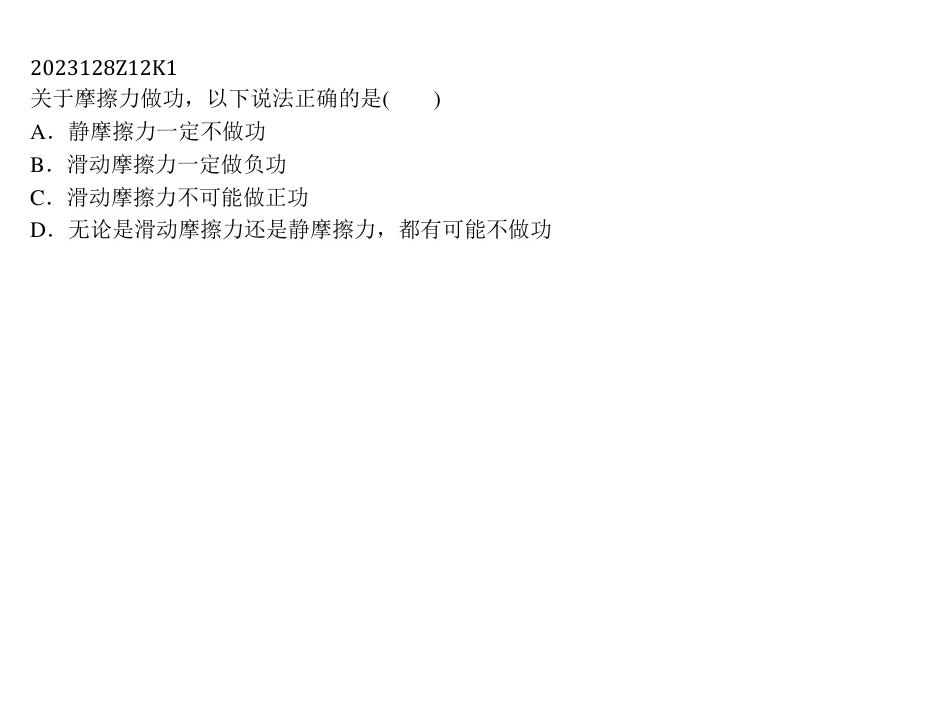 2023128Z12K1
关于摩擦力做功，以下说法正确的是(　　)
A．静摩擦力一定不做功
B．滑动摩擦力一定做负功
C．滑动摩擦力不可能做正功
D．无论是滑动摩擦力还是静摩擦力，都有可能不做功